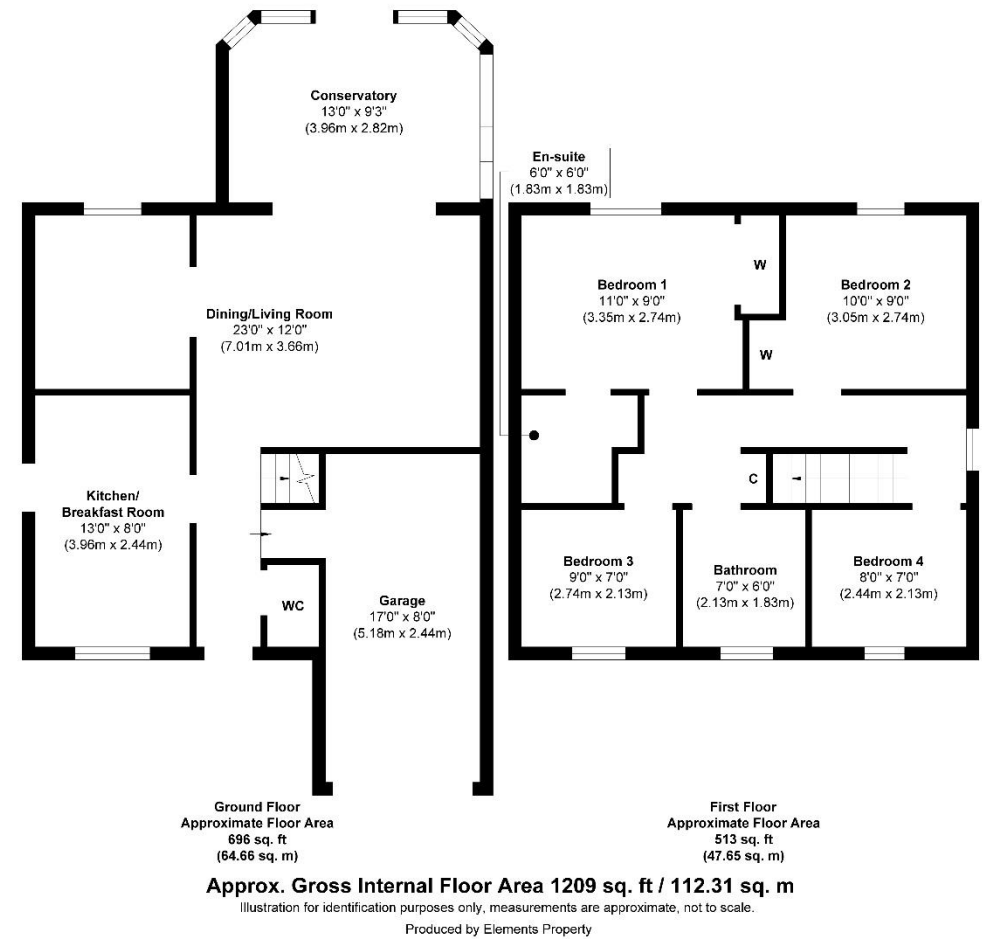 Conservatory
13'0" x 9'3"
(3.96m x 2.82m)
En-suite
6'0" x 6'0"
(1.83m x 1.83m)
Dining/Living Room
23'0" x 12'0"
(7.01m x 3.66m)
Bedroom 1
11'0" x 9'0"
(3.35m x 2.74m)
W
W
Bedroom 2
10'0" x 9'0"
(3.05m x 2.74m)
Kitchen/
Breakfast Room
13'0" x 8'0"
(3.96m x 2.44m)
WC
Garage
17'0" x 8'0"
(5.18m x 2.44m)
C
Bedroom 3
9'0" x 7'0"
(2.74m x 2.13m)
Bathroom
7'0" x 6'0"
(2.13m x 1.83m)
Bedroom 4
8'0" x 7'0"
(2.44m x 2.13m)
Ground Floor
Approximate Floor Area
696 sq. ft
(64.66 sq. m)
First Floor
Approximate Floor Area
513 sq. ft
(47.65 sq. m)
Approx. Gross Internal Floor Area 1209 sq. ft / 112.31 sq. m
Illustration for identification purposes only, measurements are approximate, not to scale.
Produced by Elements Property